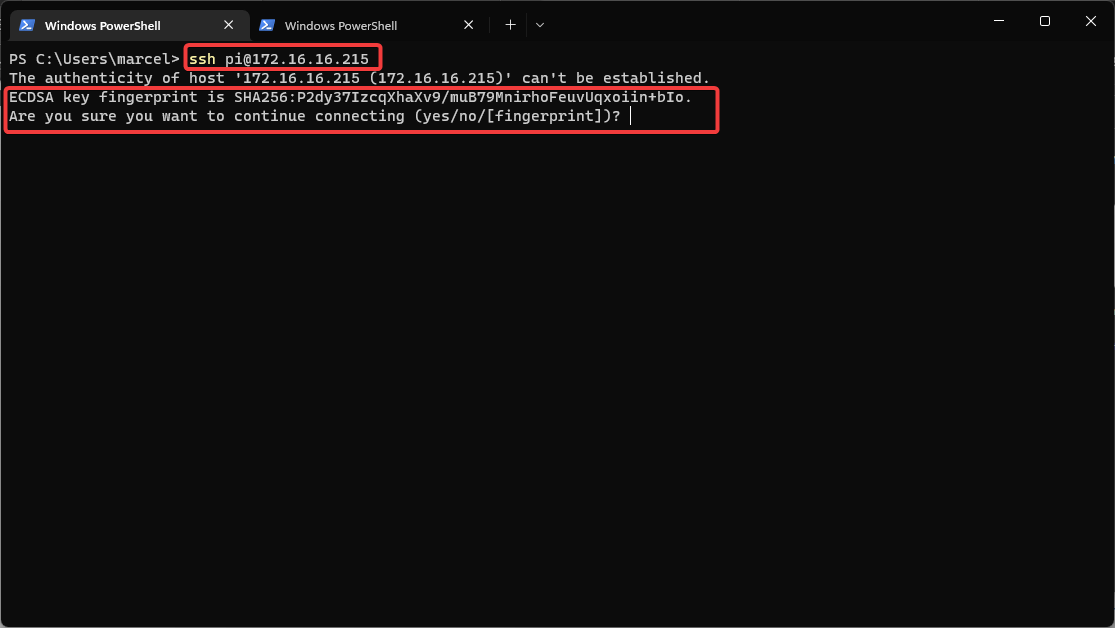 Windows PowerShell
Windows PowerShell
PS C:\Users\marcel> ssh pi@172.16.16.215
The authenticity of host '172.16.16.215 (172.16.16.215)' can't be established.
ECDSA key fingerprint is SHA256:P2dy37IzcqXhaXv9/muB79MnirhoFeuvUqxoiin+bIo.
Are you sure you want to continue connecting (yes/no/[fingerprint])?